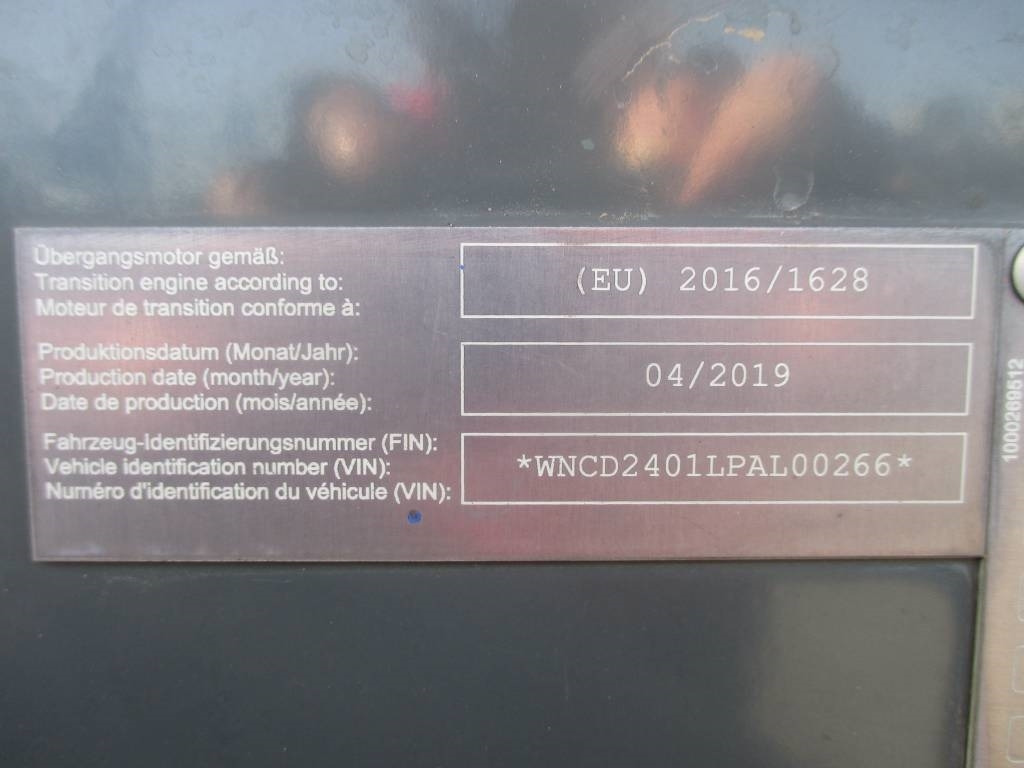 Übergangsmotor gemäß:
Transition engine according to:
Moteur de transition conforme à:
(EU) 2016/1628
Produktionsdatum (Monat/Jahr):
Production date (month/year):
Date de production (mois/année):
04/2019
Fahrzeug-Identifizierungsnummer (FIN):
Vehicle identification number (VIN):
Numéro d'identification du véhicule (VIN):
*WNCD2401LPAL00266*
1000269512